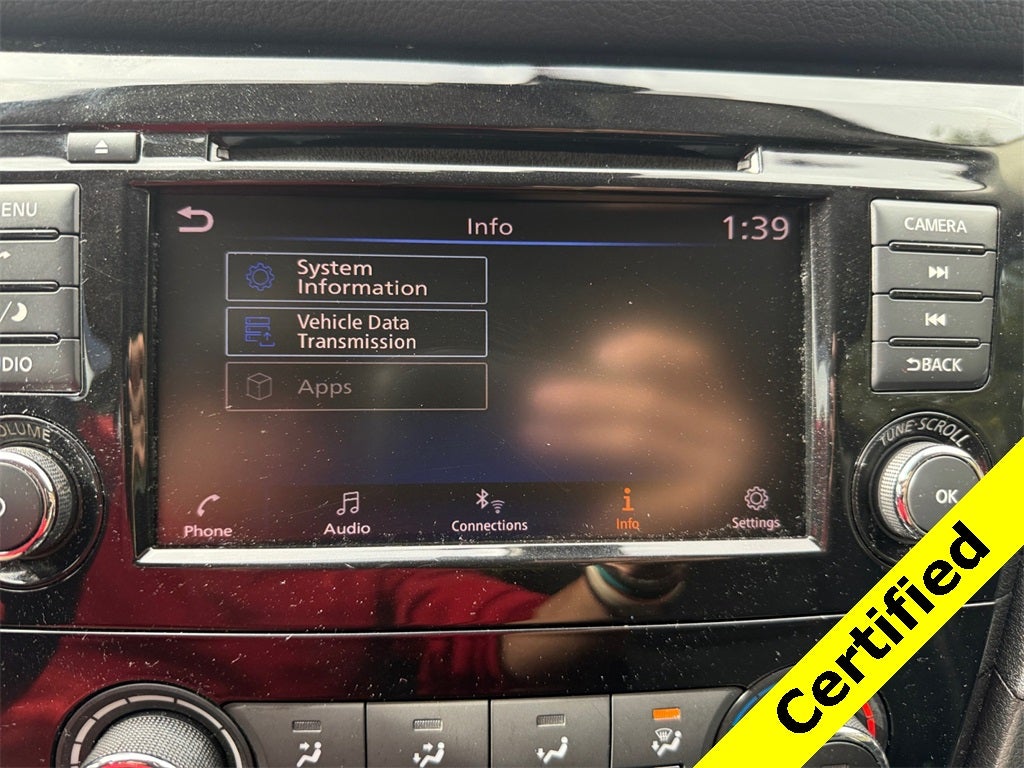 Info
1:39
System
Information
Vehicle Data
Transmission
Apps
Phone
Audio
Connections
Info
Settings
CAMERA
BACK
TUNE·SCROLL
OK
Certified